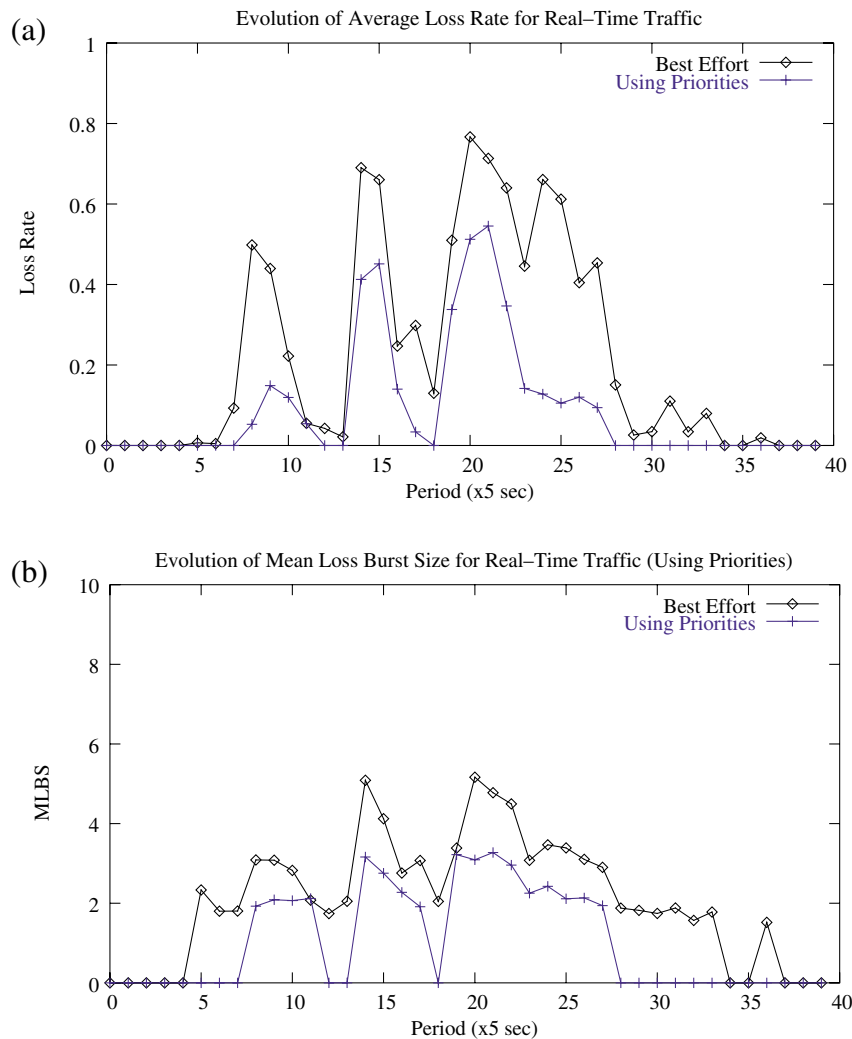 (a)
Evolution of Average Loss Rate for Real–Time Traffic
1
0.8
0.6
0.4
0.2
0
Loss Rate
Best Effort
Using Priorities
0 5 10 15 20 25 30 35 40
Period (x5 sec)
(b)
Evolution of Mean Loss Burst Size for Real–Time Traffic (Using Priorities)
10
8
6
4
2
0
MLBS
Best Effort
Using Priorities
0 5 10 15 20 25 30 35 40
Period (x5 sec)